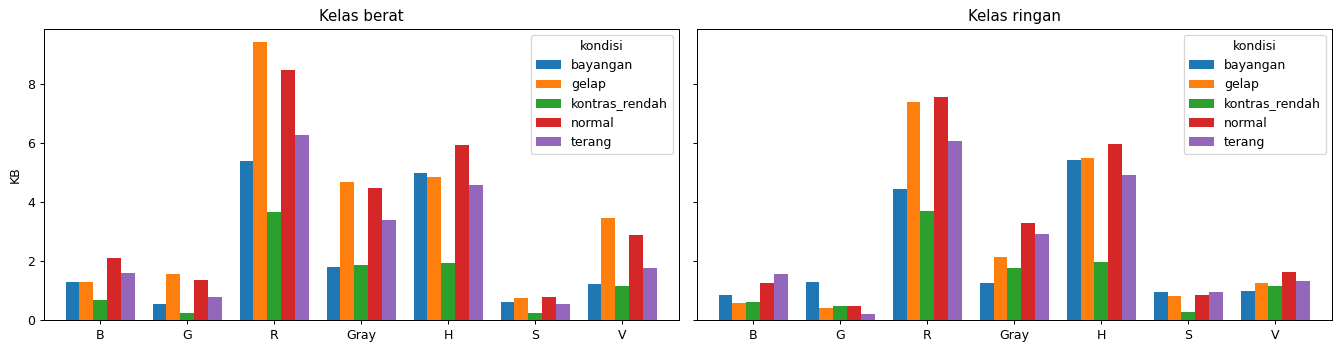 Kelas berat
KB
8
6
4
2
0
B G R Gray H S V
kondisi
bayangan
gelap
kontras_rendah
normal
terang
Kelas ringan
B G R Gray H S V
kondisi
bayangan
gelap
kontras_rendah
normal
terang